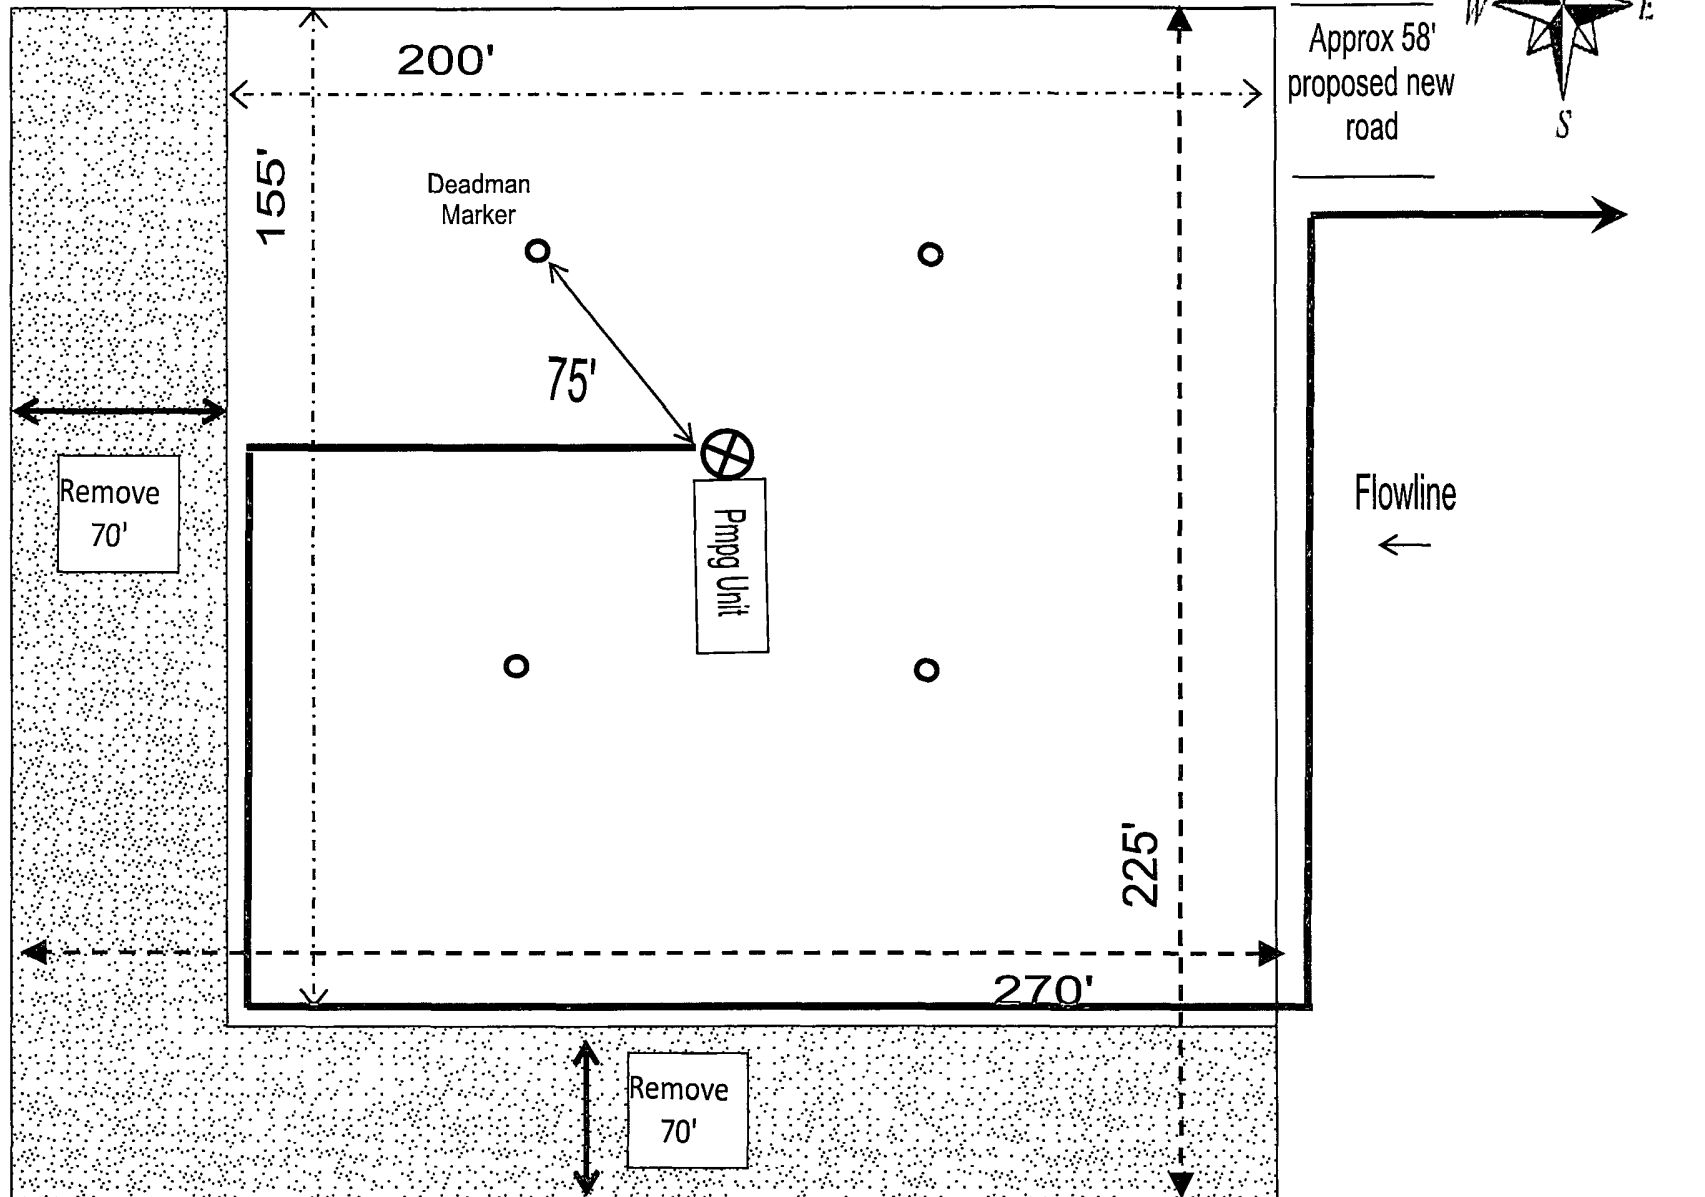 W
E
Approx 58'
proposed new
road
S
200'
155'
Deadman
Marker
75'
Remove
70'
Pmpg Unit
Flowline
225'
270'
Remove
70'